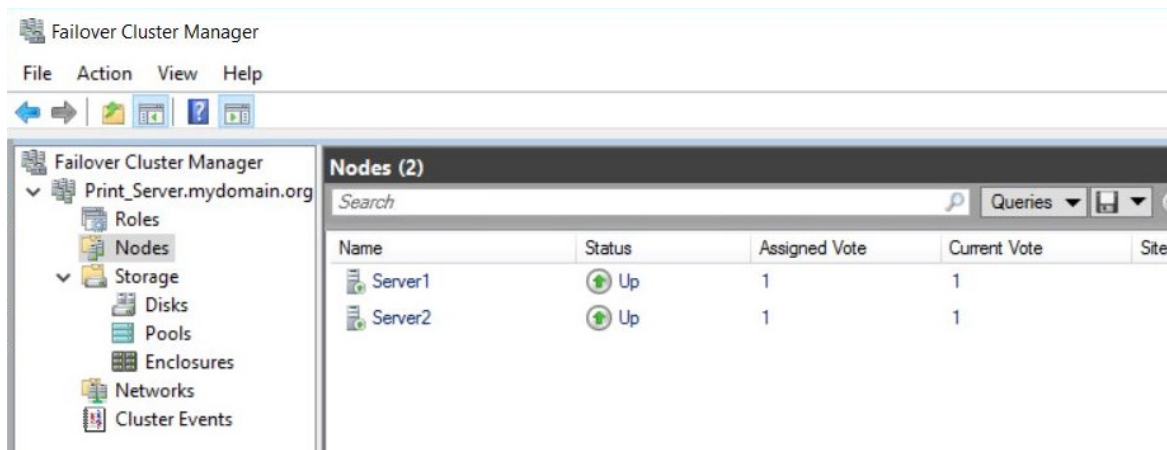 Failover Cluster Manager
File Action View Help
Failover Cluster Manager
Print_Server.mydomain.org
Roles
Nodes
Storage
Disks
Pools
Enclosures
Networks
Cluster Events
Nodes (2)
Search Queries
Name Status Assigned Vote Current Vote Site
Server1 Up 1 1
Server2 Up 1 1